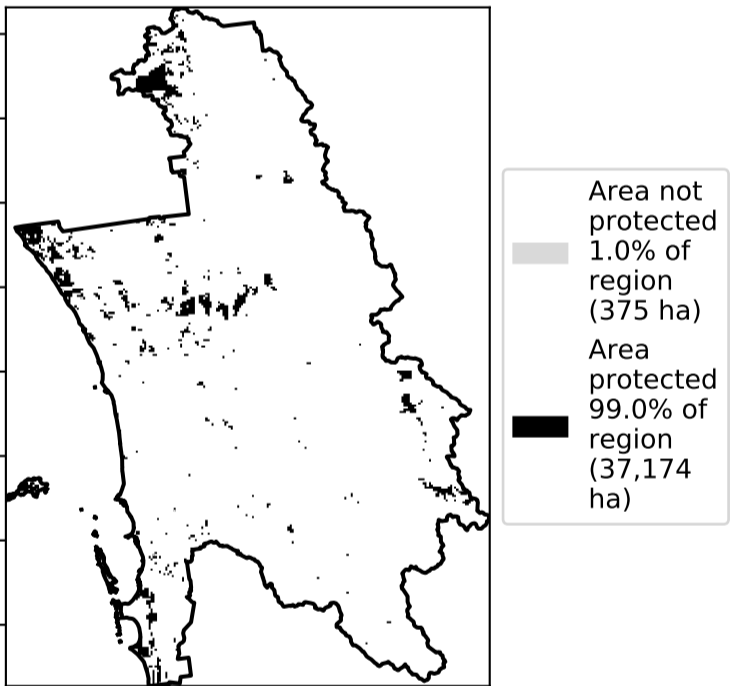 Area not
protected
1.0% of
region
(375 ha)
Area
protected
99.0% of
region
(37,174
ha)